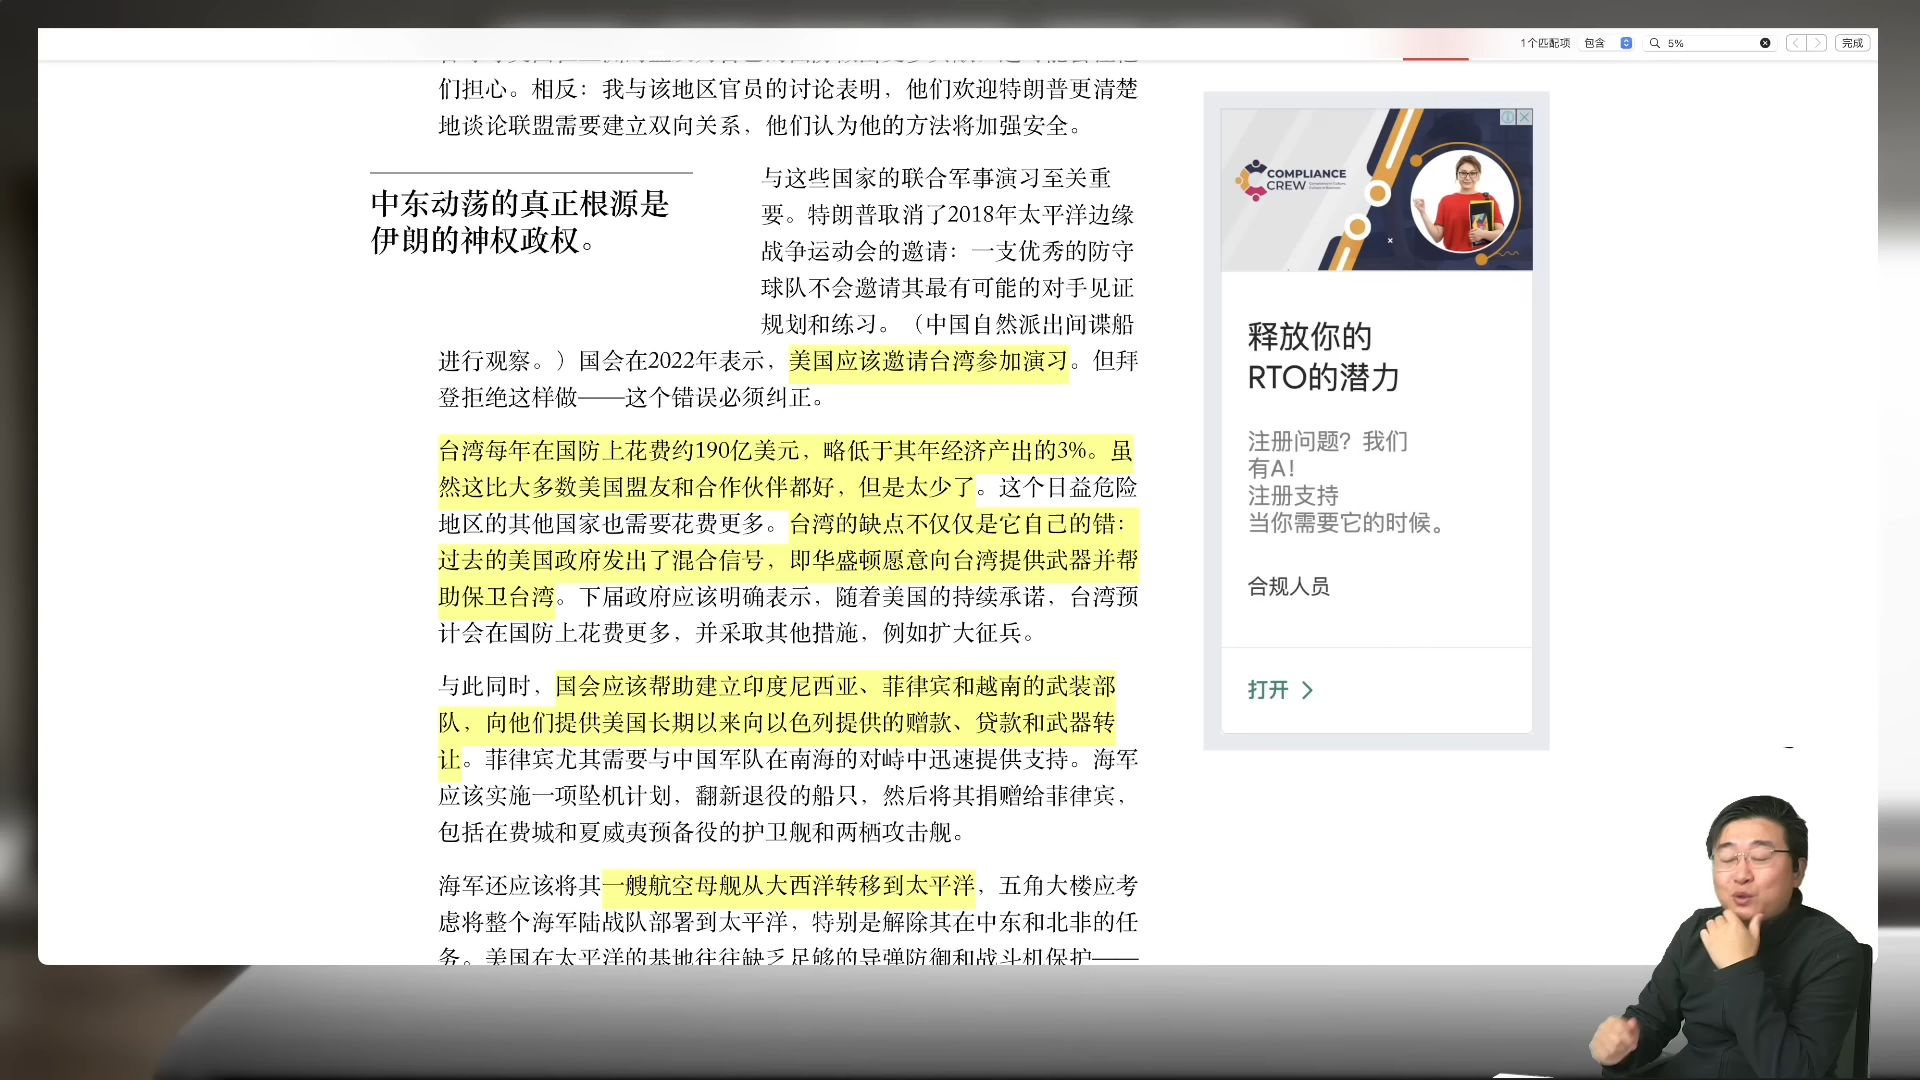 1个匹配项 包含 5% 完成
们担心。相反：我与该地区官员的讨论表明，他们欢迎特朗普更清楚
地谈论联盟需要建立双向关系，他们认为他的方法将加强安全。
中东动荡的真正根源是
伊朗的神权政权。
与这些国家的联合军事演习至关重
要。特朗普取消了2018年太平洋边缘
战争运动会的邀请：一支优秀的防守
球队不会邀请其最有可能的对手见证
规划和练习。（中国自然派出间谍船
进行观察。）国会在2022年表示，美国应该邀请台湾参加演习。但拜
登拒绝这样做——这个错误必须纠正。
台湾每年在国防上花费约190亿美元，略低于其年经济产出的3%。虽
然这比大多数美国盟友和合作伙伴都好，但是太少了。这个日益危险
地区的其他国家也需要花费更多。台湾的缺点不仅仅是它自己的错：
过去的美国政府发出了混合信号，即华盛顿愿意向台湾提供武器并帮
助保卫台湾。下届政府应该明确表示，随着美国的持续承诺，台湾预
计会在国防上花费更多，并采取其他措施，例如扩大征兵。
与此同时，国会应该帮助建立印度尼西亚、菲律宾和越南的武装部
队，向他们提供美国长期以来向以色列提供的赠款、贷款和武器转
让。菲律宾尤其需要与中国军队在南海的对峙中迅速提供支持。海军
应该实施一项坠机计划，翻新退役的船只，然后将其捐赠给菲律宾，
包括在费城和夏威夷预备役的护卫舰和两栖攻击舰。
海军还应该将其一艘航空母舰从大西洋转移到太平洋，五角大楼应考
虑将整个海军陆战队部署到太平洋，特别是解除其在中东和北非的任
务。美国在太平洋的基地往往缺乏足够的导弹防御和战斗机保护——
COMPLIANCE
CREW
释放你的
RTO的潜力
注册问题？我们
有A！
注册支持
当你需要它的时候。
合规人员
打开